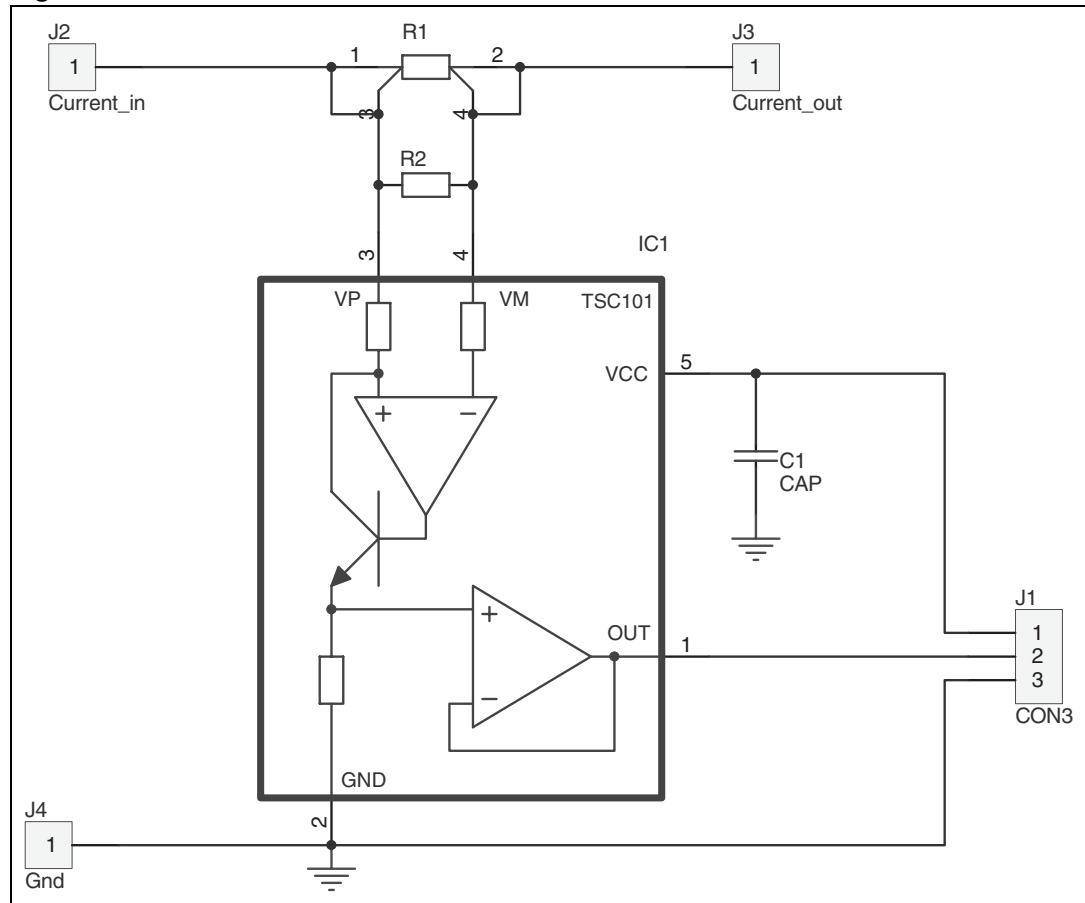 J2
R1
J3
1
1
2
1
Current_in
Current_out
3
4
R2
3
4
IC1
VP
VM
TSC101
VCC
5
+
−
C1
CAP
J1
+
OUT
1
1
2
3
−
CON3
GND
J4
2
1
Gnd